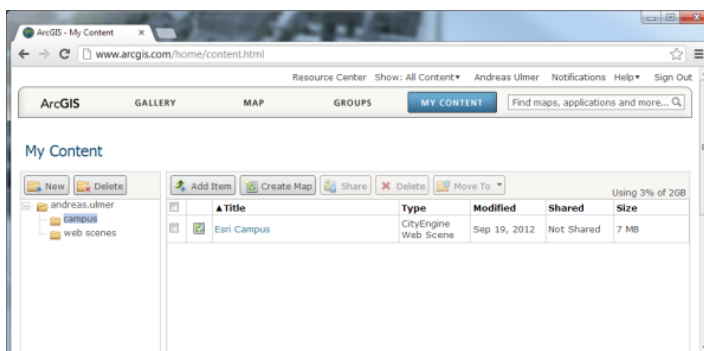 ArcGIS - My Content
www.arcgis.com/home/content.html
Resource Center Show: All Content Andreas Ulmer Notifications Help Sign Out
ArcGIS GALLERY MAP GROUPS MY CONTENT Find maps, applications and more...
My Content
New Delete Add Item Create Map Share Delete Move To Using 3% of 2GB
andreas.ulmer
campus
web scenes
Title Type Modified Shared Size
Esri Campus CityEngine Web Scene Sep 19, 2012 Not Shared 7 MB